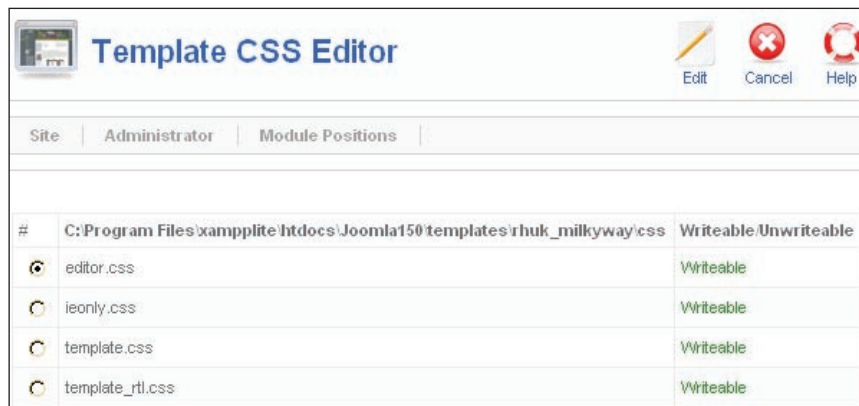 Template CSS Editor
Edit Cancel Help
Site Administrator Module Positions
# C:\Program Files\xampplite\htdocs\Joomla150\templates\rhuk_milkyway\css Writeable/Unwriteable
editor.css Writeable
ieonly.css Writeable
template.css Writeable
template_rtl.css Writeable